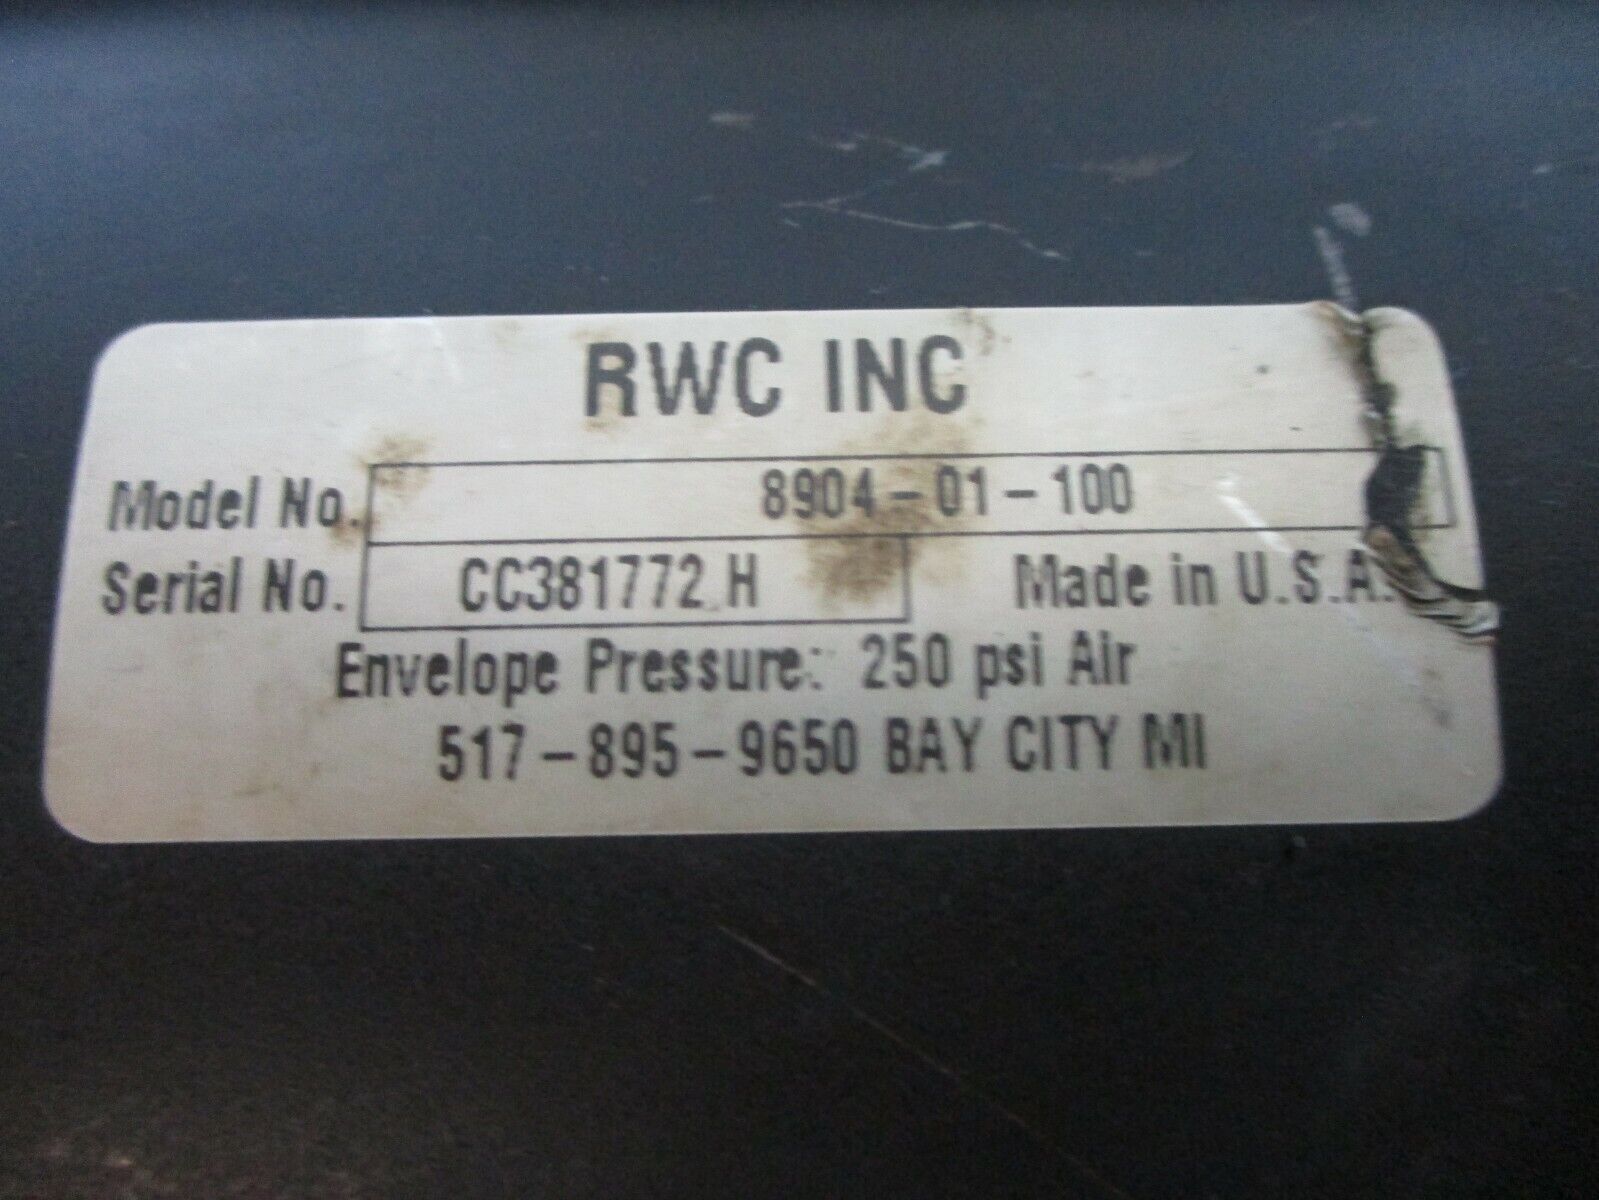 RWC INC
Model No. 8904-01-100
Serial No. CC381772.H Made in U.S.A.
Envelope Pressure: 250 psi Air
517-895-9650 BAY CITY MI